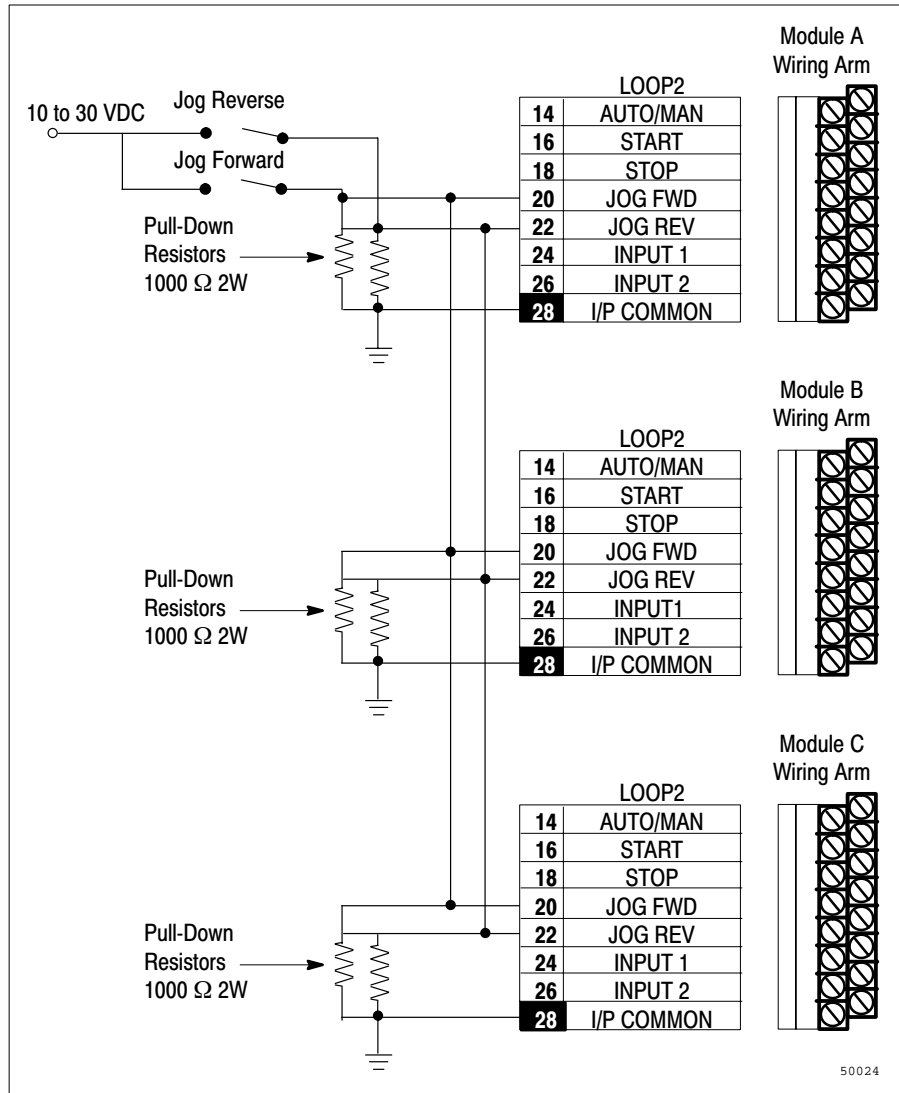 Module A
Wiring Arm
10 to 30 VDC
Jog Reverse
Jog Forward
Pull-Down
Resistors
1000 Ω 2W
LOOP2
14 AUTO/MAN
16 START
18 STOP
20 JOG FWD
22 JOG REV
24 INPUT 1
26 INPUT 2
28 I/P COMMON
Module B
Wiring Arm
Pull-Down
Resistors
1000 Ω 2W
LOOP2
14 AUTO/MAN
16 START
18 STOP
20 JOG FWD
22 JOG REV
24 INPUT1
26 INPUT 2
28 I/P COMMON
Module C
Wiring Arm
Pull-Down
Resistors
1000 Ω 2W
LOOP2
14 AUTO/MAN
16 START
18 STOP
20 JOG FWD
22 JOG REV
24 INPUT 1
26 INPUT 2
28 I/P COMMON
50024